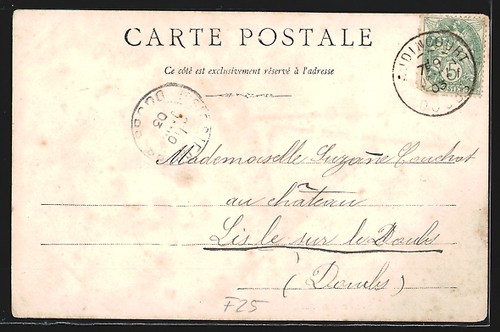 CARTE POSTALE
Ce côté est exclusivement réservé à l'adresse
Mademoiselle Suzanne Couchot
au château
Lisle sur le Doubs
(Doubs)
F25